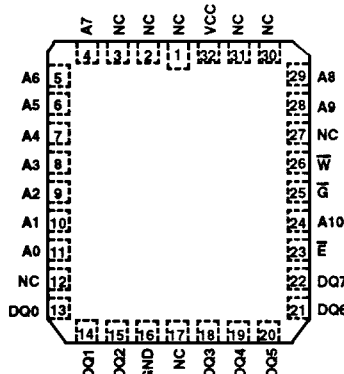 A7 NC NC NC VCC NC NC
4 3 2 1 32 31 30
A6 5 29 A8
A5 6 28 A9
A4 7 27 NC
A3 8 26 W̅
A2 9 25 G̅
A1 10 24 A10
A0 11 23 E̅
NC 12 22 DQ7
DQ0 13 21 DQ6
14 15 16 17 18 19 20
DQ1 DQ2 GND NC DQ3 DQ4 DQ5